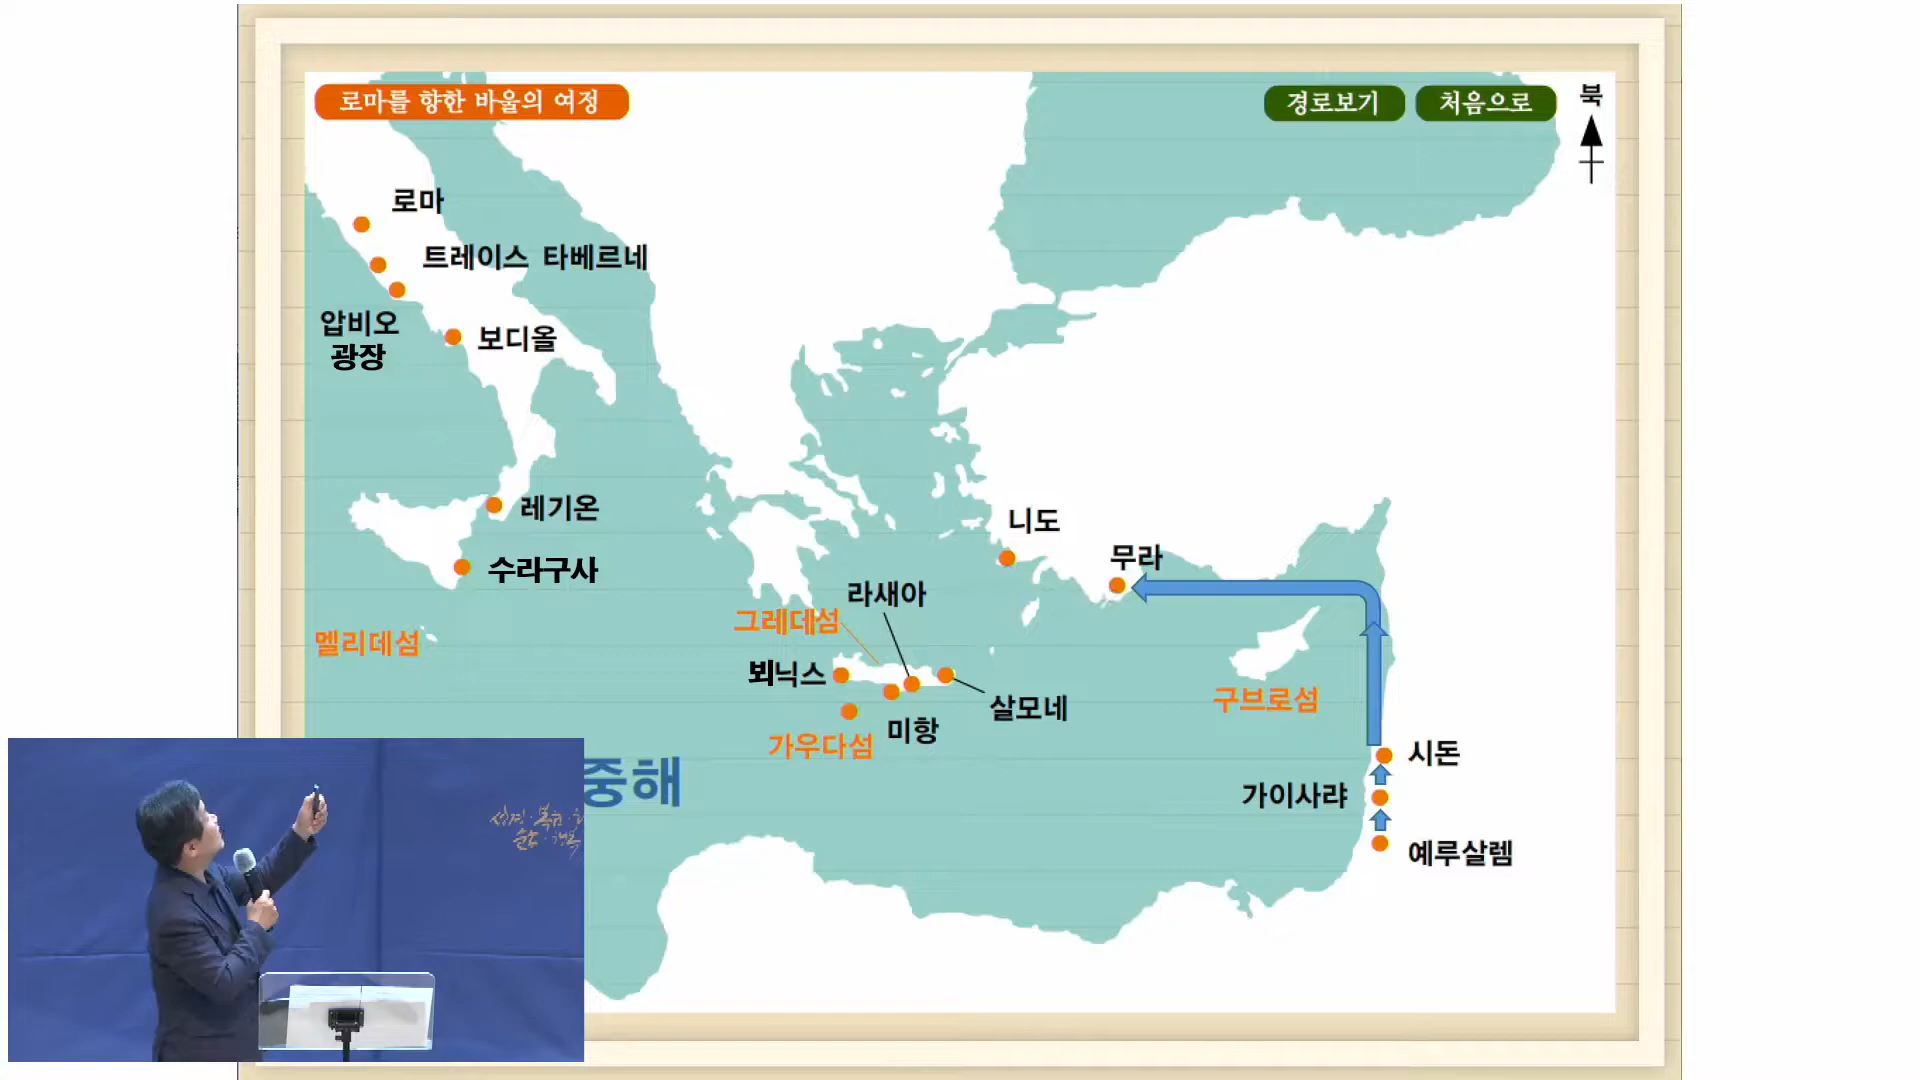 로마를 향한 바울의 여정
경로보기
처음으로
북
로마
트레이스 타베르네
압비오
광장
보디올
레기온
수라구사
멜리데섬
니도
무라
라새아
그레데섬
뵈닉스
살모네
미항
가우다섬
구브로섬
중해
시돈
가이사랴
예루살렘